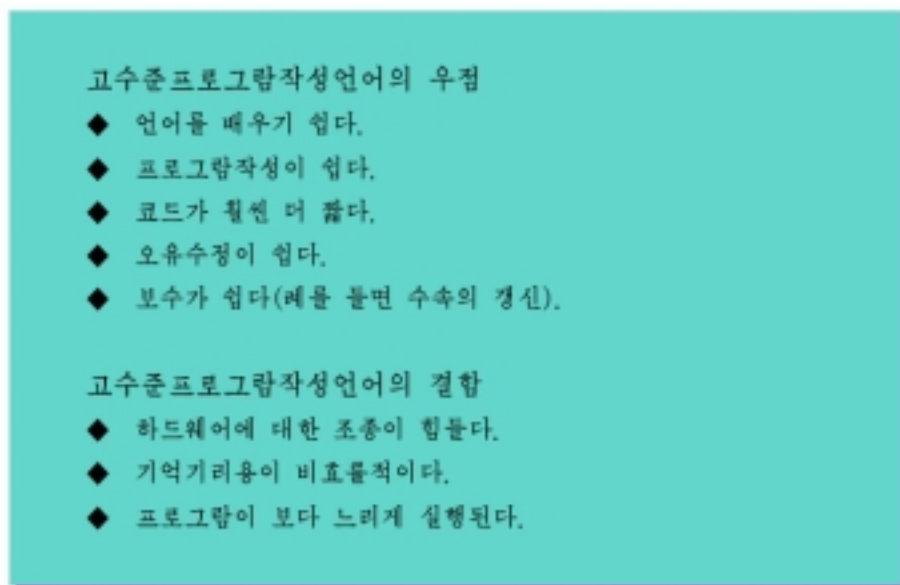 고수준프로그람작성언어의 우점
◆ 언어를 배우기 쉽다.
◆ 프로그람작성이 쉽다.
◆ 코드가 훨씬 더 짧다.
◆ 오유수정이 쉽다.
◆ 보수가 쉽다(례를 들면 수속의 갱신).
고수준프로그람작성언어의 결함
◆ 하드웨어에 대한 조종이 힘들다.
◆ 기억기리용이 비효률적이다.
◆ 프로그람이 보다 느리게 실행된다.